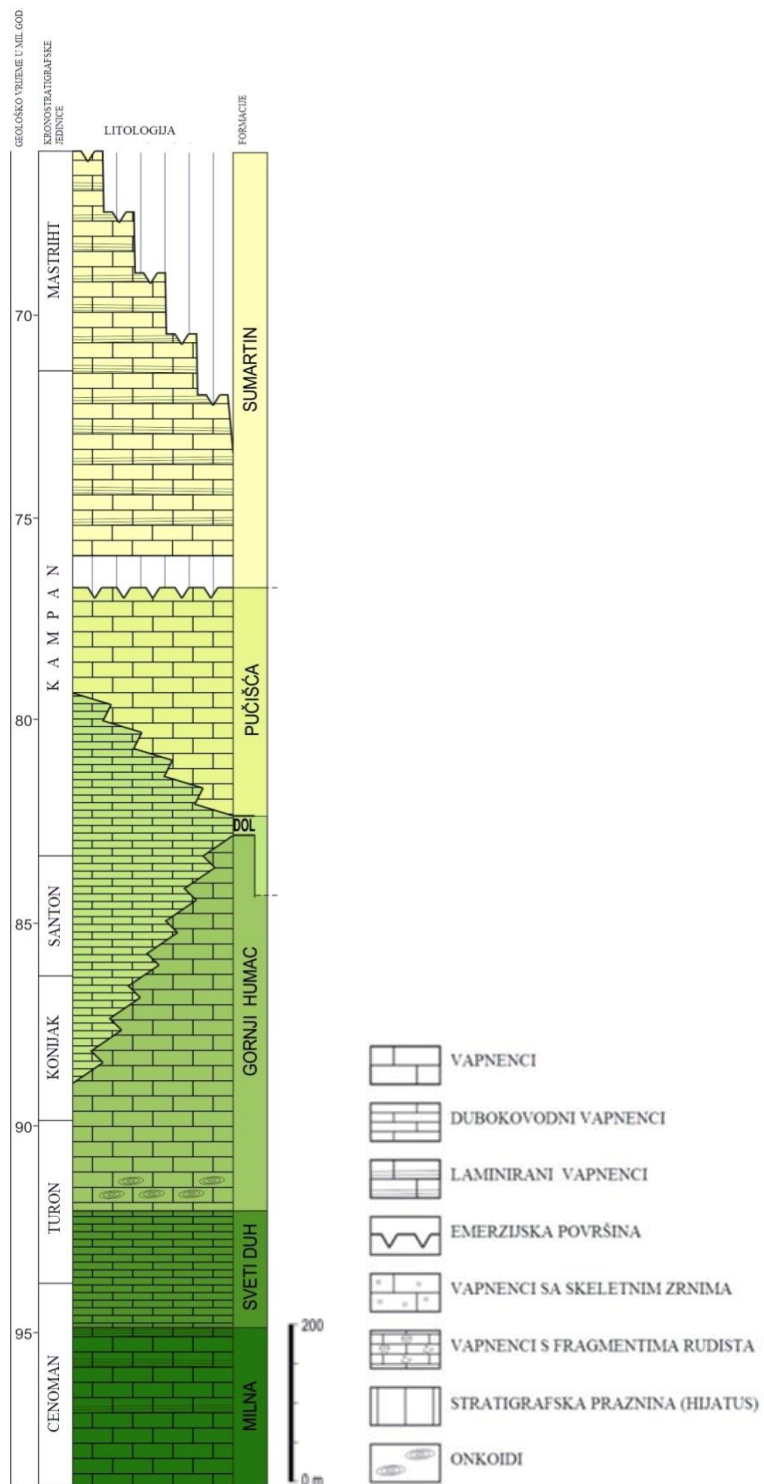 GEOLOŠKO VRIJEME U MIL.GOD.
KRONOSTRATIGRAFSKE
JEDINICE
LITOLOGIJA
FORMACIJE
MASTRIHT
70
SUMARTIN
75
KAMPAN
PUČIŠĆA
80
DOL
SANTON
85
GORNJI HUMAC
KONIJAK
90
TURON
SVETI DUH
95
CENOMAN
MILNA
200
0 m
VAPNENCI
DUBOKOVODNI VAPNENCI
LAMINIRANI VAPNENCI
EMERZIJSKA POVRŠINA
VAPNENCI SA SKELETNIM ZRNIMA
VAPNENCI S FRAGMENTIMA RUDISTA
STRATIGRAFSKA PRAZNINA (HIJATUS)
ONKOIDI